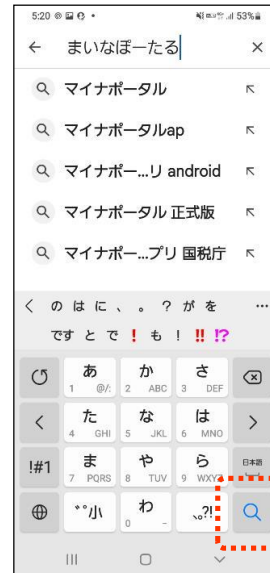 5:20 53%
まいなぽーたる
マイナポータル
マイナポータルap
マイナポー...リ android
マイナポータル 正式版
マイナポー...プリ 国税庁
の は に 、 。 ? が を ...
です と で ! も ! !! !?
あ 1 @/: か 2 ABC さ 3 DEF
た 4 GHI な 5 JKL は 6 MNO
!#1 ま 7 PQRS や 8 TUV ら 9 WXYZ 日本語
小 わ 0 - 、。?!